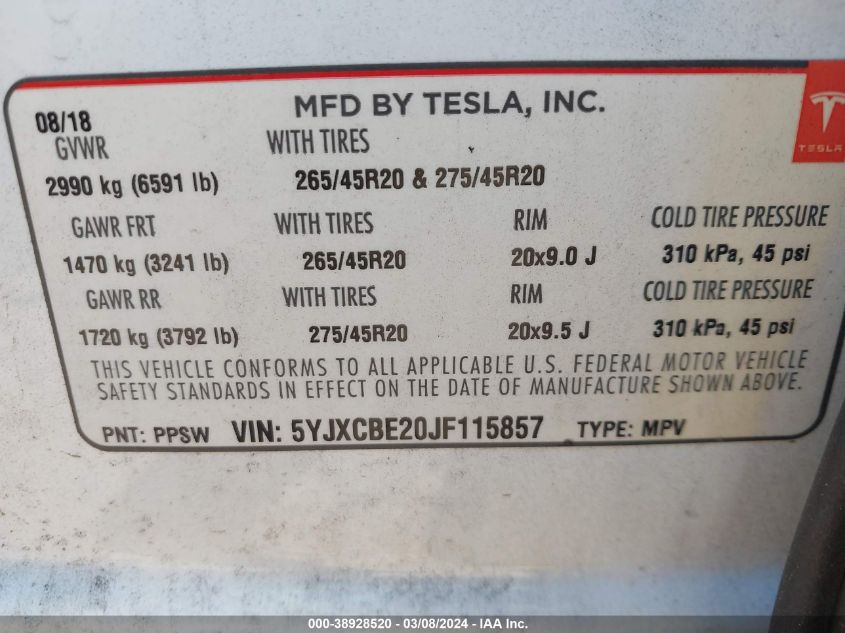 MFD BY TESLA, INC.
TESLA
08/18
GVWR WITH TIRES
2990 kg (6591 lb) 265/45R20 & 275/45R20
GAWR FRT WITH TIRES RIM COLD TIRE PRESSURE
1470 kg (3241 lb) 265/45R20 20x9.0 J 310 kPa, 45 psi
GAWR RR WITH TIRES RIM COLD TIRE PRESSURE
1720 kg (3792 lb) 275/45R20 20x9.5 J 310 kPa, 45 psi
THIS VEHICLE CONFORMS TO ALL APPLICABLE U.S. FEDERAL MOTOR VEHICLE
SAFETY STANDARDS IN EFFECT ON THE DATE OF MANUFACTURE SHOWN ABOVE.
PNT: PPSW VIN: 5YJXCBE20JF115857 TYPE: MPV
000-38928520 - 03/08/2024 - IAA Inc.